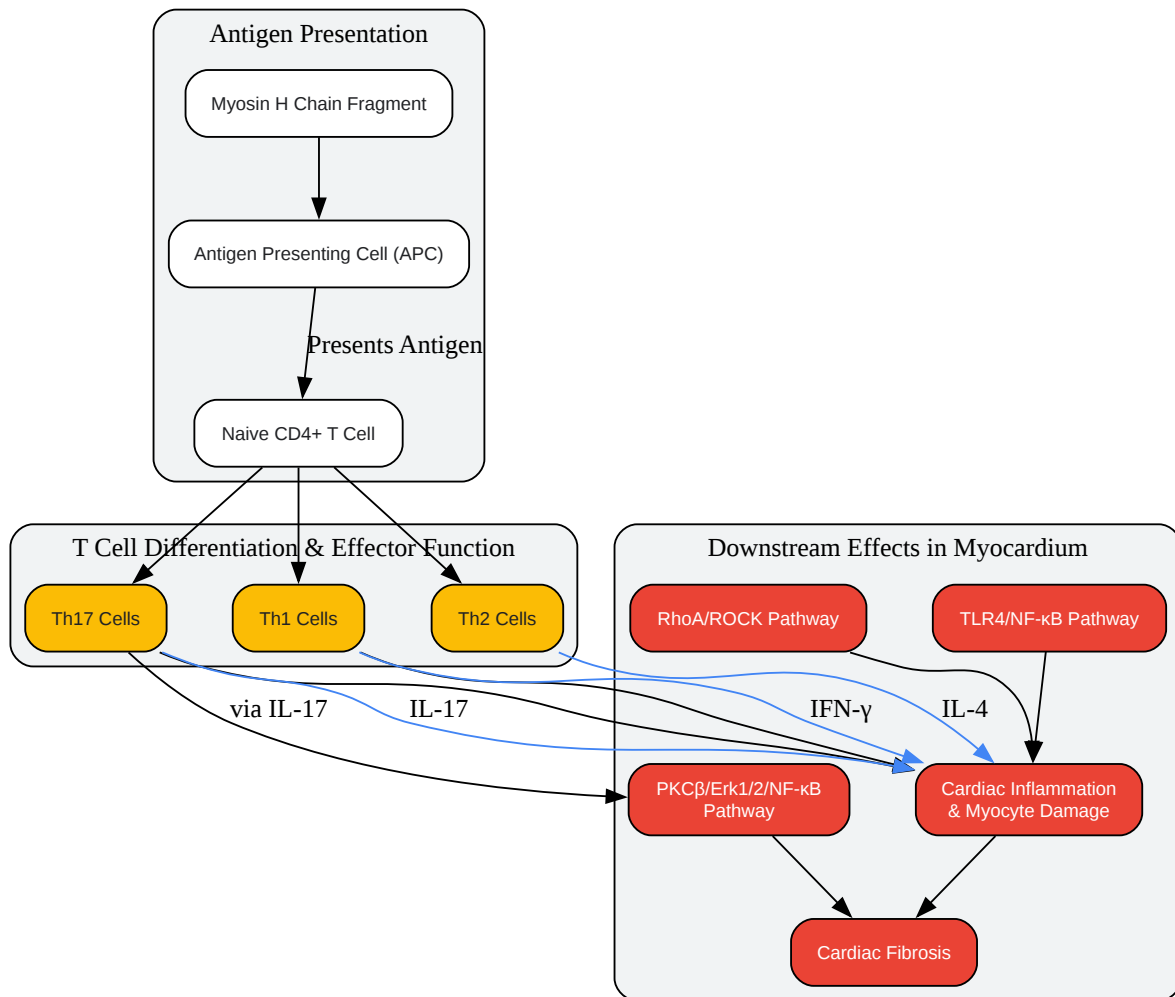 Antigen Presentation
Myosin H Chain Fragment
Antigen Presenting Cell (APC)
Presents Antigen
Naive CD4+ T Cell
T Cell Differentiation & Effector Function
Th17 Cells
Th1 Cells
Th2 Cells
Downstream Effects in Myocardium
RhoA/ROCK Pathway
TLR4/NF-κB Pathway
via IL-17
IL-17
IFN-γ
IL-4
PKCβ/Erk1/2/NF-κB
Pathway
Cardiac Inflammation
& Myocyte Damage
Cardiac Fibrosis